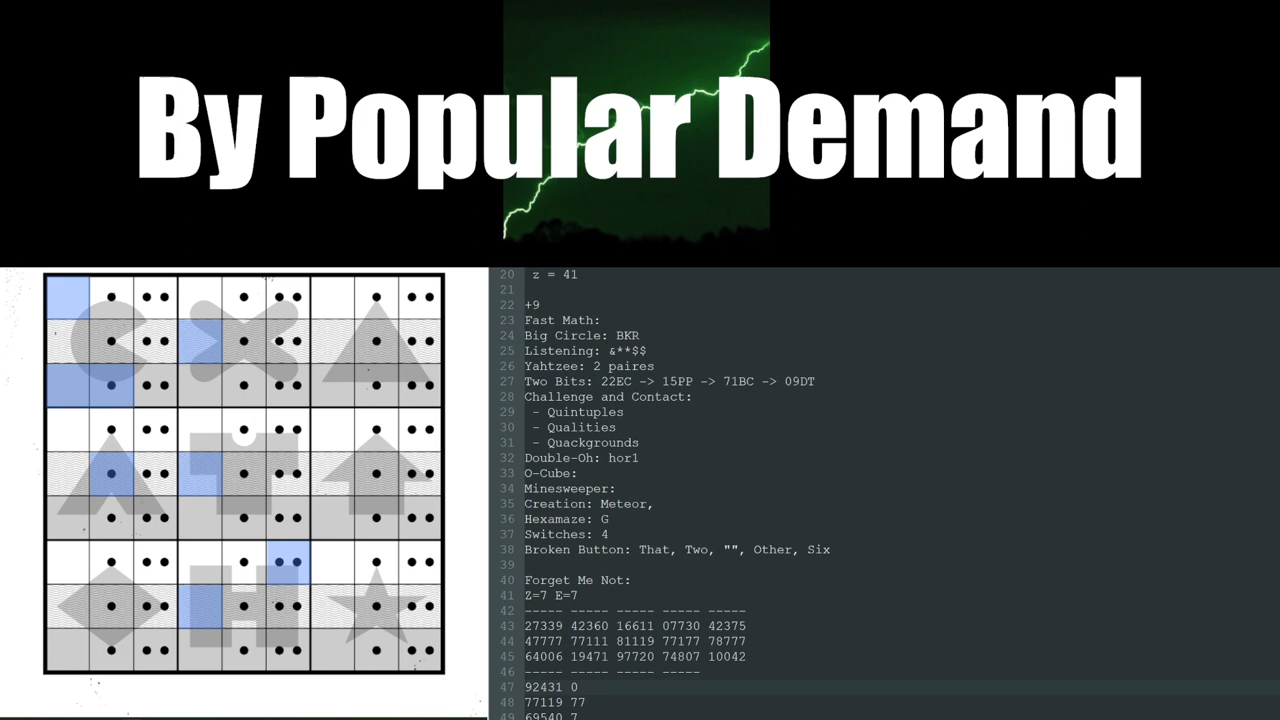 By Popular Demand
20 z = 41
21
22 +9
23 Fast Math:
24 Big Circle: BKR
25 Listening: &**$$
26 Yahtzee: 2 paires
27 Two Bits: 22EC -> 15PP -> 71BC -> 09DT
28 Challenge and Contact:
29 - Quintuples
30 - Qualities
31 - Quackgrounds
32 Double-Oh: hor1
33 O-Cube:
34 Minesweeper:
35 Creation: Meteor,
36 Hexamaze: G
37 Switches: 4
38 Broken Button: That, Two, "", Other, Six
39
40 Forget Me Not:
41 Z=7 E=7
42 ----- ----- ----- ----- -----
43 27339 42360 16611 07730 42375
44 47777 77111 81119 77177 78777
45 64006 19471 97720 74807 10042
46 ----- ----- ----- -----
47 92431 0
48 77119 77
49 69540 7